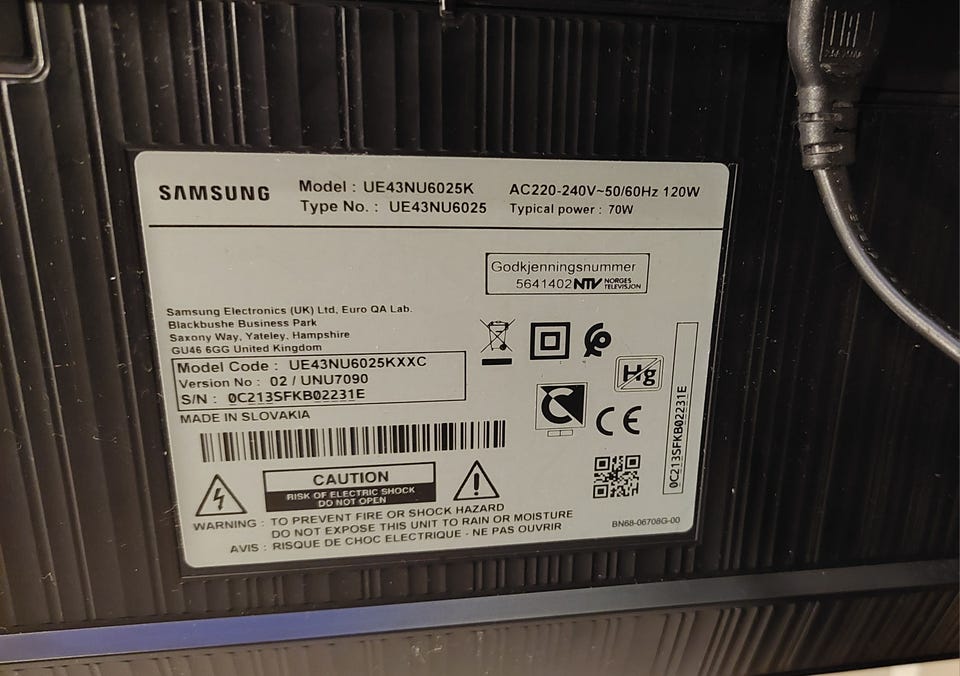 SAMSUNG
Model : UE43NU6025K
Type No. : UE43NU6025
AC220-240V~50/60Hz 120W
Typical power : 70W
Godkjenningsnummer
5641402 NTV NORGES TELEVISJON
Samsung Electronics (UK) Ltd, Euro QA Lab.
Blackbushe Business Park
Saxony Way, Yateley, Hampshire
GU46 6GG United Kingdom
Model Code : UE43NU6025KXXC
Version No : 02 / UNU7090
S/N : 0C213SFKB02231E
MADE IN SLOVAKIA
Hg
C
CE
0C213SFKB02231E
CAUTION
RISK OF ELECTRIC SHOCK
DO NOT OPEN
WARNING : TO PREVENT FIRE OR SHOCK HAZARD
DO NOT EXPOSE THIS UNIT TO RAIN OR MOISTURE
AVIS : RISQUE DE CHOC ELECTRIQUE - NE PAS OUVRIR
BN68-06708G-00